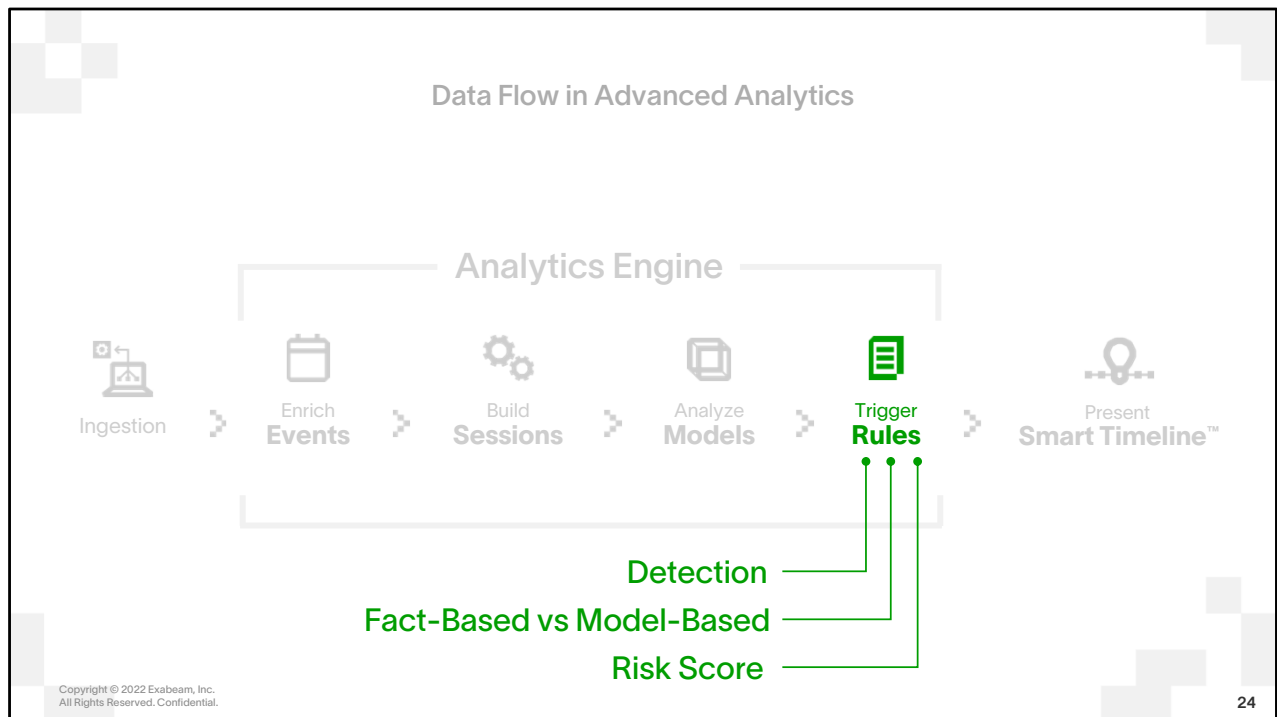 Data Flow in Advanced Analytics
Analytics Engine
Ingestion
Enrich
Events
Build
Sessions
Analyze
Models
Trigger
Rules
Present
Smart Timeline™
Detection
Fact-Based vs Model-Based
Risk Score
Copyright © 2022 Exabeam, Inc.
All Rights Reserved. Confidential.
24